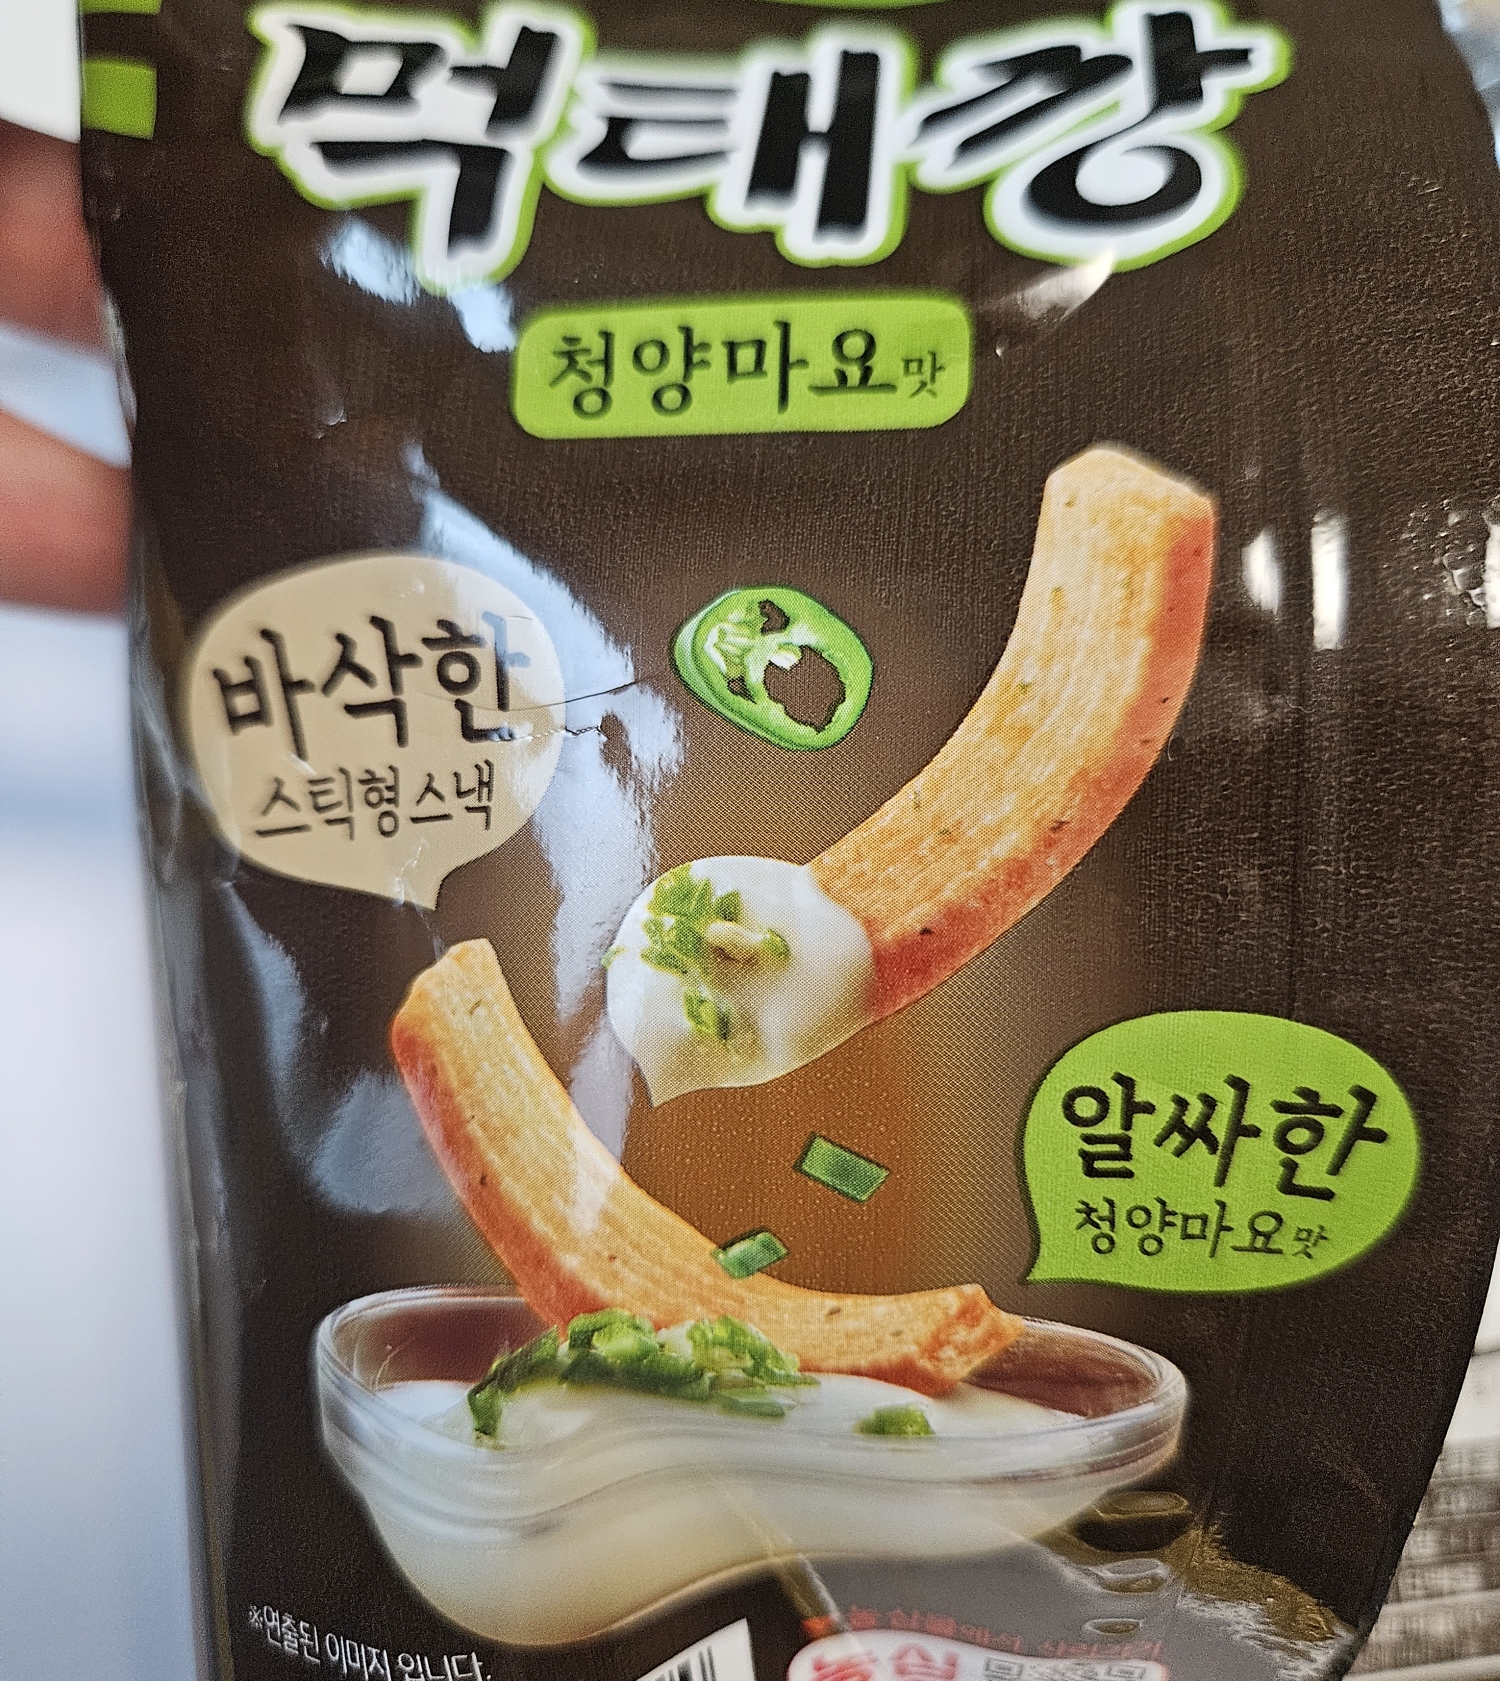 먹태깡
청양마요맛
바삭한
스틱형스낵
알싸한
청양마요맛
※연출된 이미지 입니다.
농심